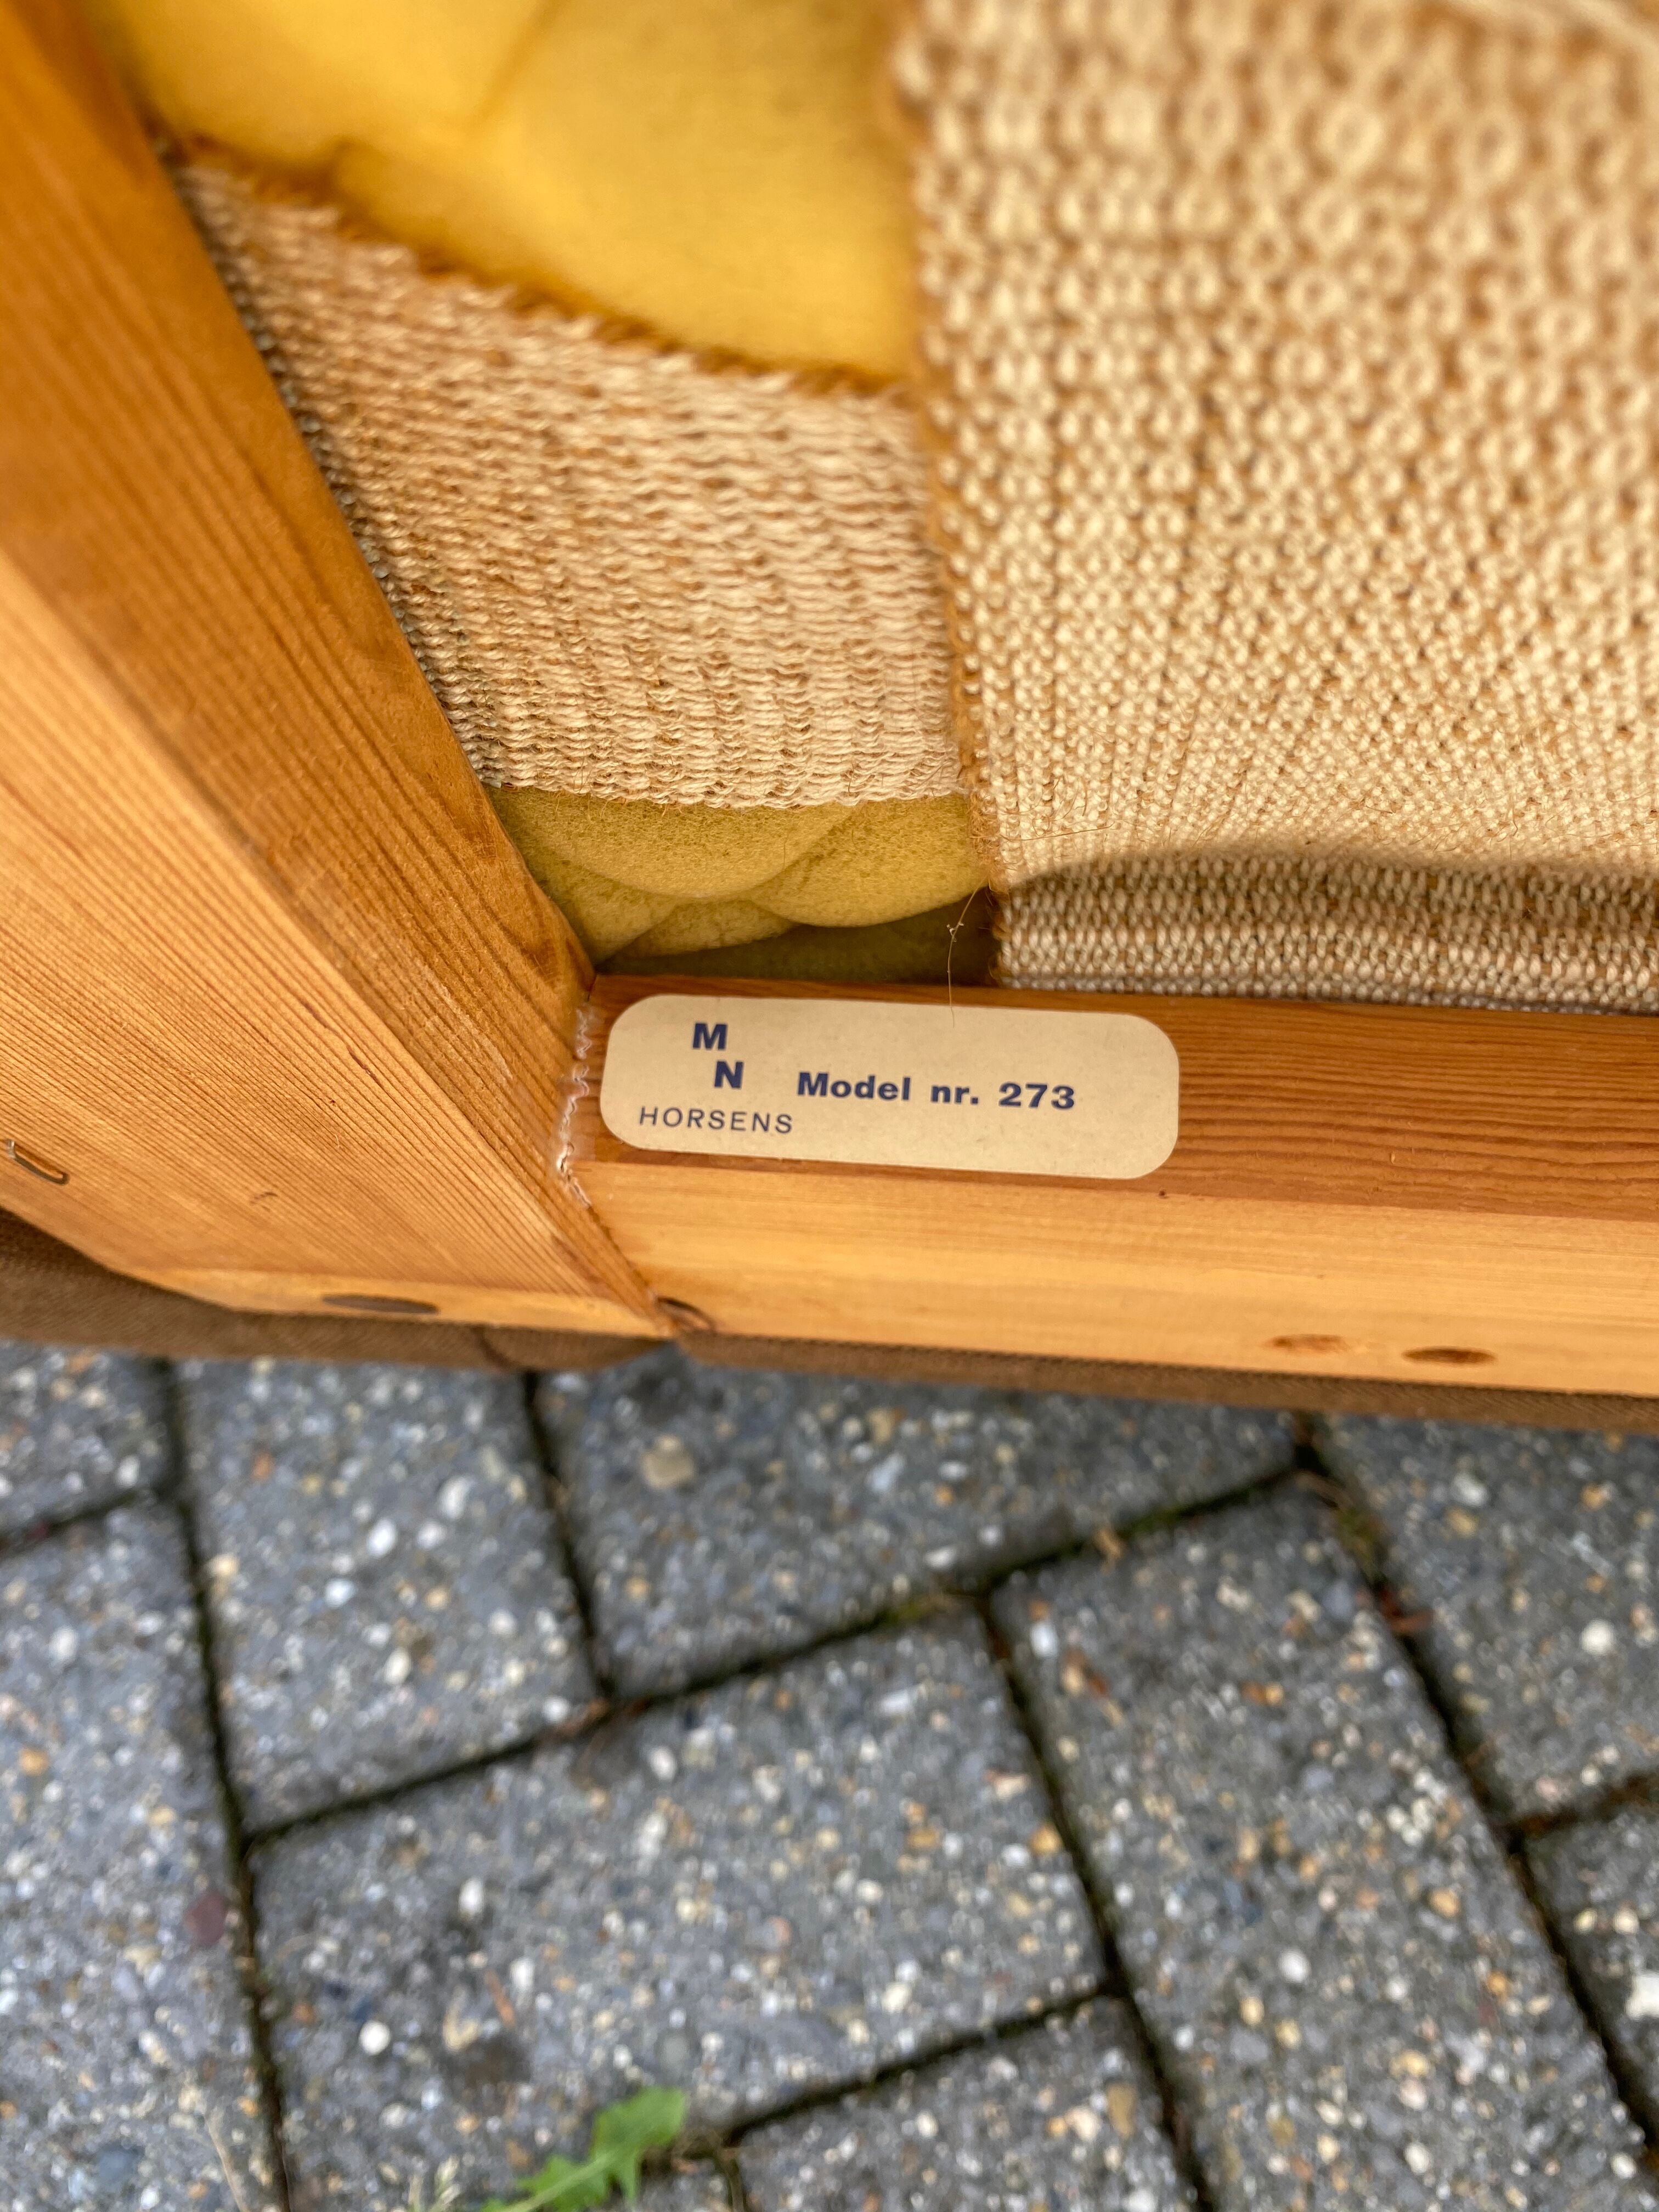 M
N
Model nr. 273
HORSENS